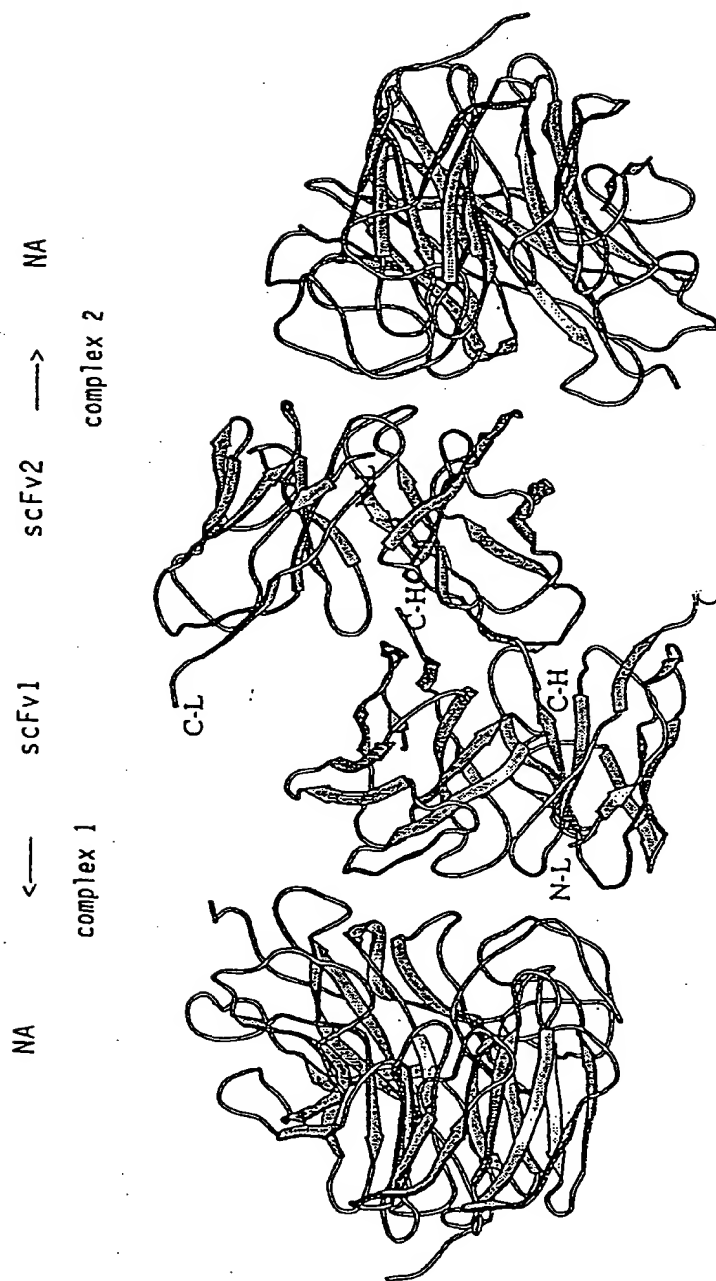 NA <—— scFv1 scFv2 ——> NA
complex 1 complex 2
C-L
C-H
C-H
N-L